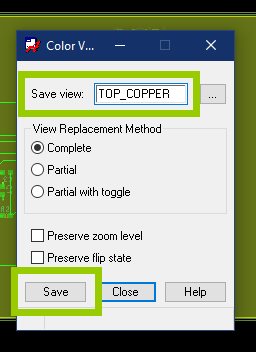 Color V...
Save view: TOP_COPPER ...
View Replacement Method
Complete
Partial
Partial with toggle
Preserve zoom level
Preserve flip state
Save Close Help